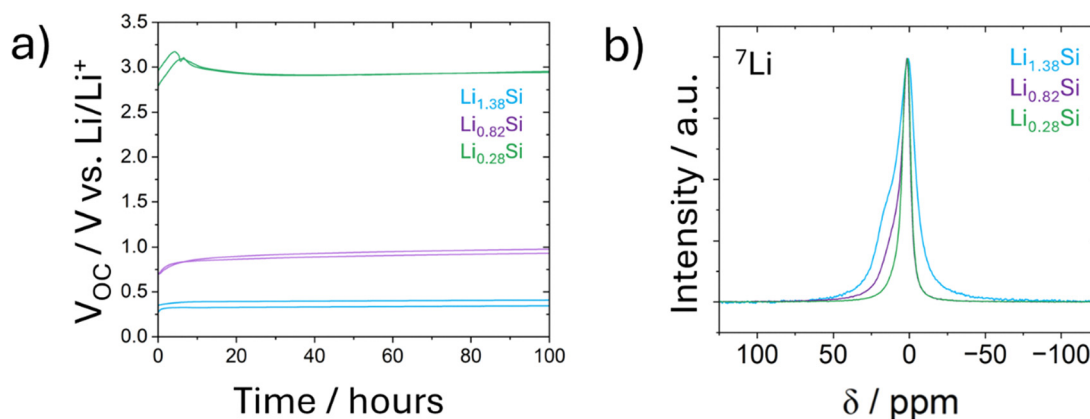 a)
V_OC / V vs. Li/Li⁺
3.5
3.0
2.5
2.0
1.5
1.0
0.5
0.0
Li₁.₃₈Si
Li₀.₈₂Si
Li₀.₂₈Si
0 20 40 60 80 100
Time / hours
b)
⁷Li
Li₁.₃₈Si
Li₀.₈₂Si
Li₀.₂₈Si
Intensity / a.u.
100 50 0 −50 −100
δ / ppm